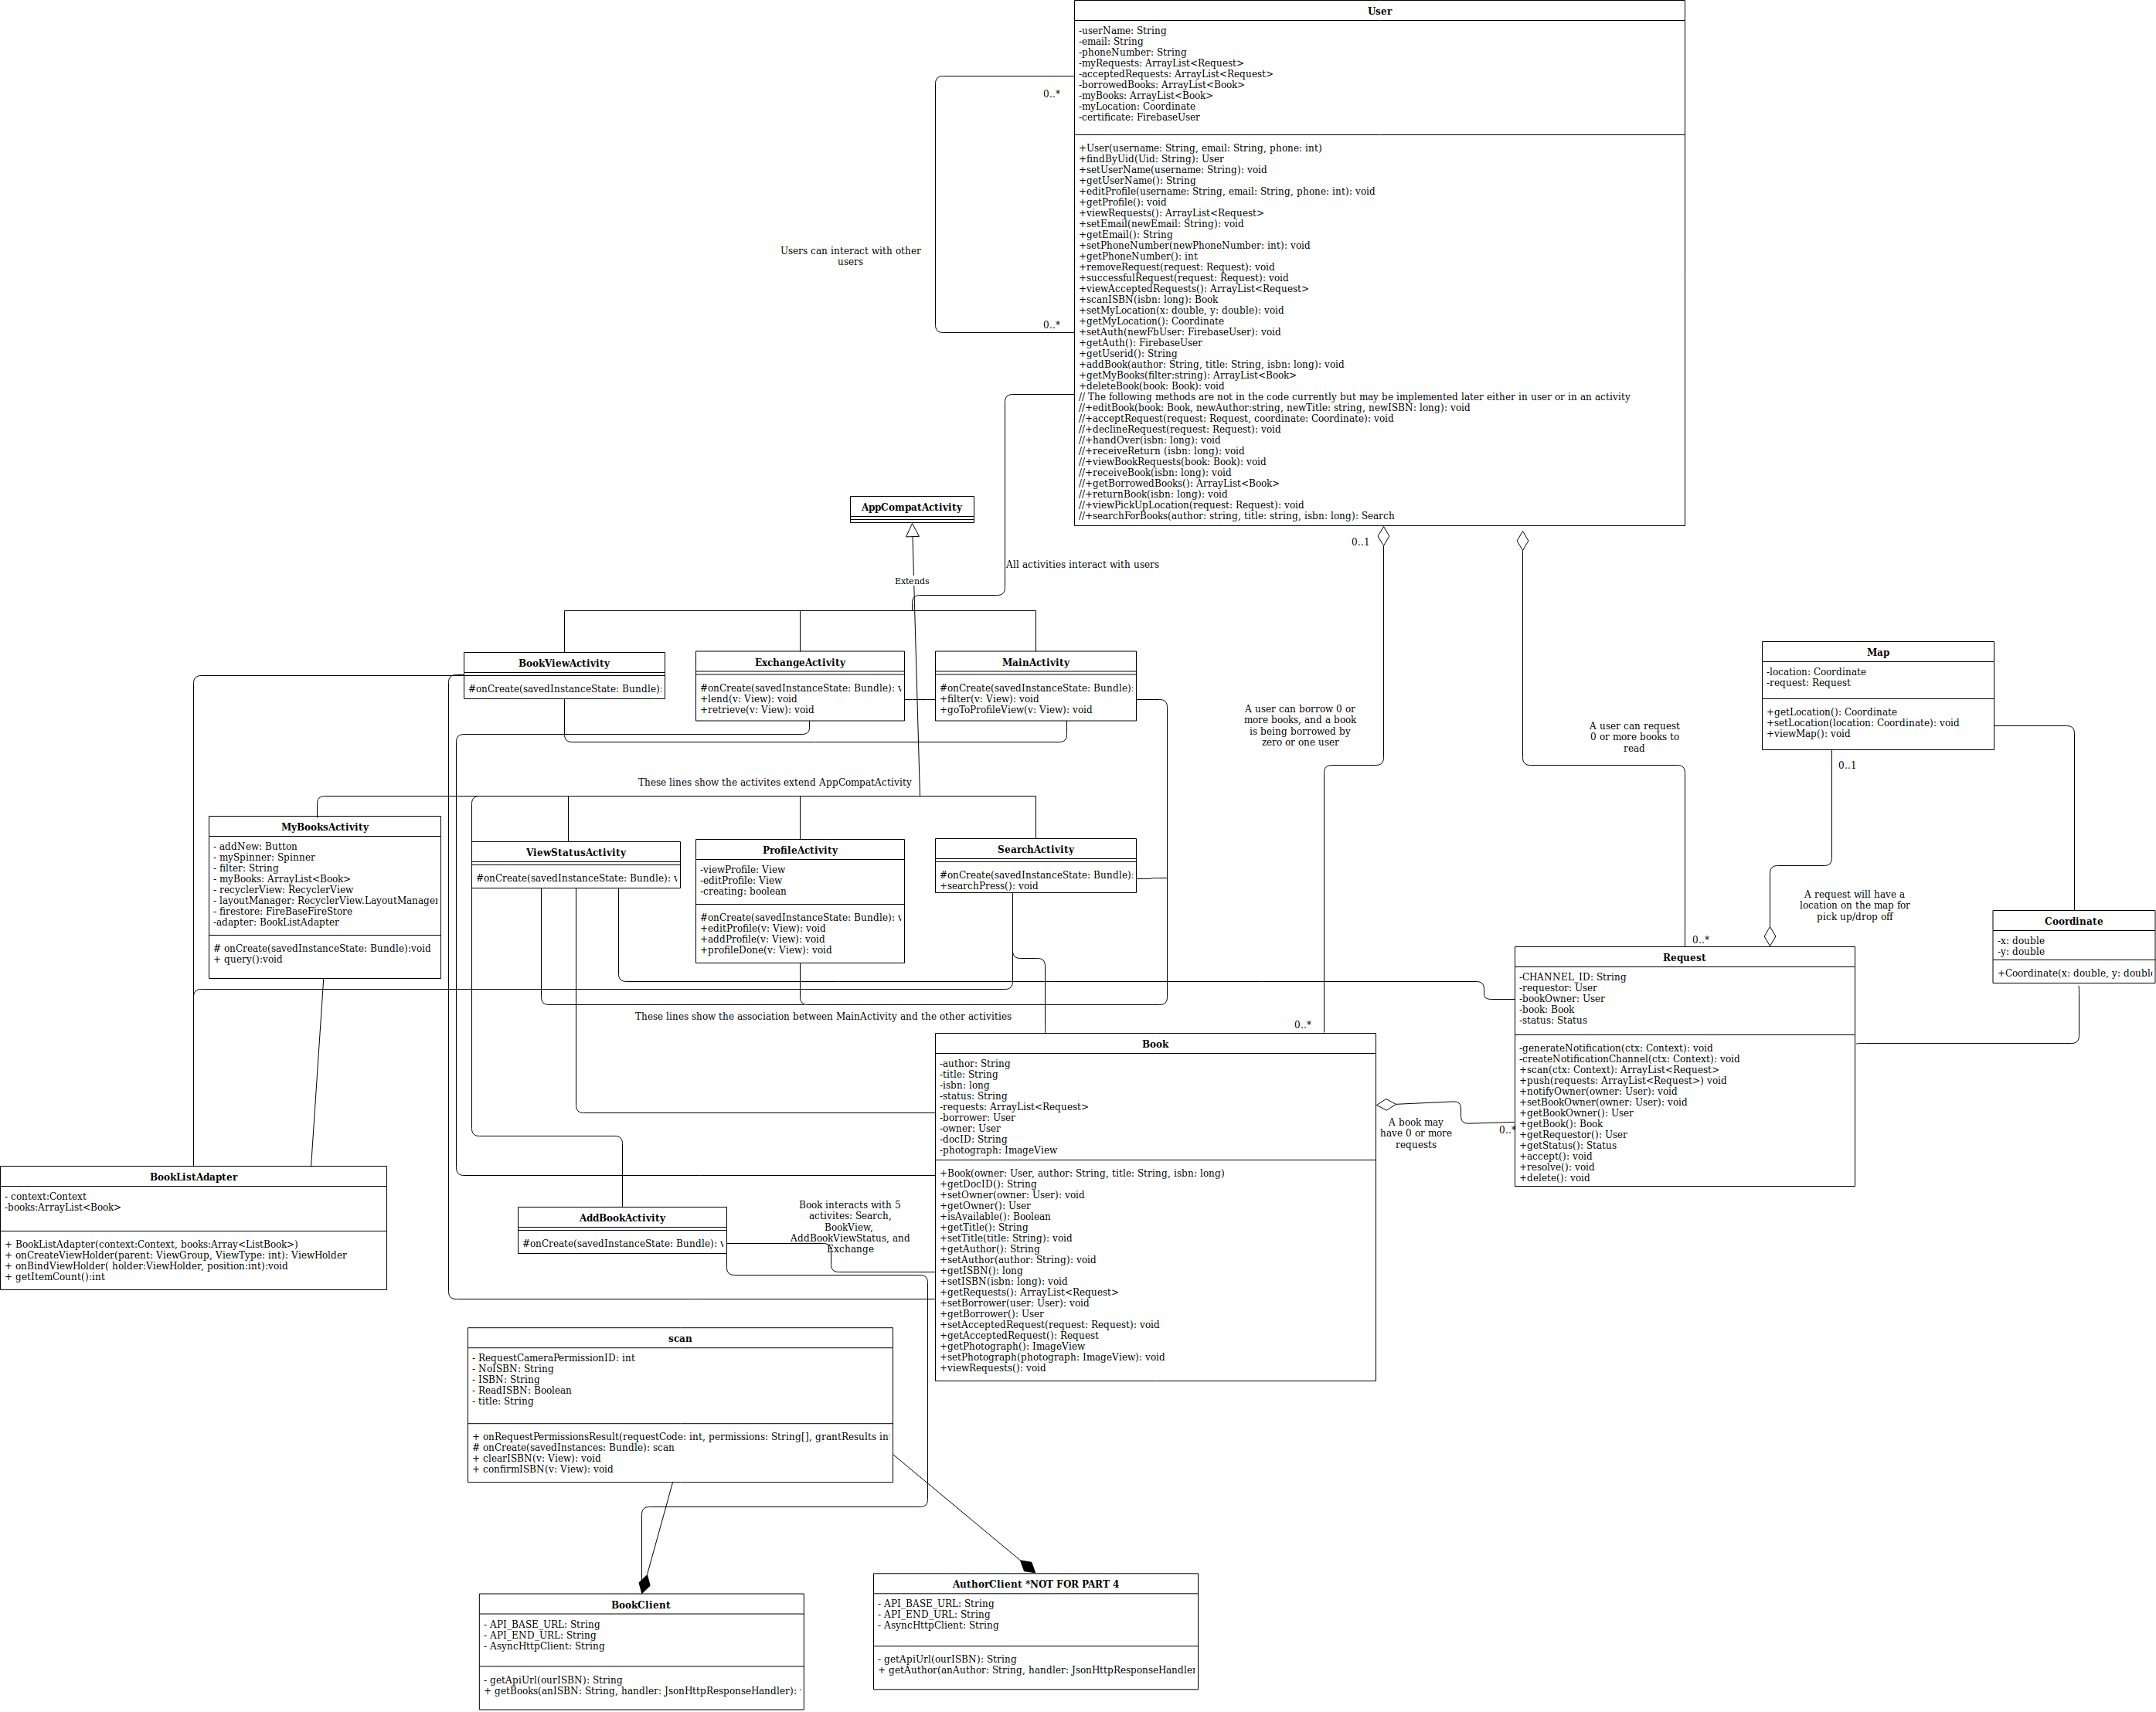 User
-userName: String
-email: String
-phoneNumber: String
-myRequests: ArrayList<Request>
-acceptedRequests: ArrayList<Request>
-borrowedBooks: ArrayList<Book>
-myBooks: ArrayList<Book>
-myLocation: Coordinate
-certificate: FirebaseUser
+User(username: String, email: String, phone: int)
+findByUid(Uid: String): User
+setUserName(username: String): void
+getUserName(): String
+editProfile(username: String, email: String, phone: int): void
+getProfile(): void
+viewRequests(): ArrayList<Request>
+setEmail(newEmail: String): void
+getEmail(): String
+setPhoneNumber(newPhoneNumber: int): void
+getPhoneNumber(): int
+removeRequest(request: Request): void
+successfulRequest(request: Request): void
+viewAcceptedRequests(): ArrayList<Request>
+scanISBN(isbn: long): Book
+setMyLocation(x: double, y: double): void
+getMyLocation(): Coordinate
+setAuth(newFbUser: FirebaseUser): void
+getAuth(): FirebaseUser
+getUserid(): String
+addBook(author: String, title: String, isbn: long): void
+getMyBooks(filter:string): ArrayList<Book>
+deleteBook(book: Book): void
// The following methods are not in the code currently but may be implemented later either in user or in an activity
//+editBook(book: Book, newAuthor:string, newTitle: string, newISBN: long): void
//+acceptRequest(request: Request, coordinate: Coordinate): void
//+declineRequest(request: Request): void
//+handOver(isbn: long): void
//+receiveReturn (isbn: long): void
//+viewBookRequests(book: Book): void
//+receiveBook(isbn: long): void
//+getBorrowedBooks(): ArrayList<Book>
//+returnBook(isbn: long): void
//+viewPickUpLocation(request: Request): void
//+searchForBooks(author: string, title: string, isbn: long): Search
0..*
Users can interact with other
users
0..*
AppCompatActivity
Extends
All activities interact with users
0..1
BookViewActivity
#onCreate(savedInstanceState: Bundle):
ExchangeActivity
#onCreate(savedInstanceState: Bundle): v
+lend(v: View): void
+retrieve(v: View): void
MainActivity
#onCreate(savedInstanceState: Bundle):
+filter(v: View): void
+goToProfileView(v: View): void
A user can borrow 0 or
more books, and a book
is being borrowed by
zero or one user
A user can request
0 or more books to
read
Map
-location: Coordinate
-request: Request
+getLocation(): Coordinate
+setLocation(location: Coordinate): void
+viewMap(): void
0..1
These lines show the activites extend AppCompatActivity
MyBooksActivity
- addNew: Button
- mySpinner: Spinner
- filter: String
- myBooks: ArrayList<Book>
- recyclerView: RecyclerView
- layoutManager: RecyclerView.LayoutManager
- firestore: FireBaseFireStore
-adapter: BookListAdapter
# onCreate(savedInstanceState: Bundle):void
+ query():void
ViewStatusActivity
#onCreate(savedInstanceState: Bundle): v
ProfileActivity
-viewProfile: View
-editProfile: View
-creating: boolean
#onCreate(savedInstanceState: Bundle): v
+editProfile(v: View): void
+addProfile(v: View): void
+profileDone(v: View): void
SearchActivity
#onCreate(savedInstanceState: Bundle):
+searchPress(): void
A request will have a
location on the map for
pick up/drop off
Coordinate
-x: double
-y: double
+Coordinate(x: double, y: double
0..*
Request
-CHANNEL_ID: String
-requestor: User
-bookOwner: User
-book: Book
-status: Status
-generateNotification(ctx: Context): void
-createNotificationChannel(ctx: Context): void
+scan(ctx: Context): ArrayList<Request>
+push(requests: ArrayList<Request>) void
+notifyOwner(owner: User): void
+setBookOwner(owner: User): void
+getBookOwner(): User
+getBook(): Book
+getRequestor(): User
+getStatus(): Status
+accept(): void
+resolve(): void
+delete(): void
These lines show the association between MainActivity and the other activities
0..*
Book
-author: String
-title: String
-isbn: long
-status: String
-requests: ArrayList<Request>
-borrower: User
-owner: User
-docID: String
-photograph: ImageView
+Book(owner: User, author: String, title: String, isbn: long)
+getDocID(): String
+setOwner(owner: User): void
+getOwner(): User
+isAvailable(): Boolean
+getTitle(): String
+setTitle(title: String): void
+getAuthor(): String
+setAuthor(author: String): void
+getISBN(): long
+setISBN(isbn: long): void
+getRequests(): ArrayList<Request>
+setBorrower(user: User): void
+getBorrower(): User
+setAcceptedRequest(request: Request): void
+getAcceptedRequest(): Request
+getPhotograph(): ImageView
+setPhotograph(photograph: ImageView): void
+viewRequests(): void
A book may
have 0 or more
requests
0..*
BookListAdapter
- context:Context
-books:ArrayList<Book>
+ BookListAdapter(context:Context, books:Array<ListBook>)
+ onCreateViewHolder(parent: ViewGroup, ViewType: int): ViewHolder
+ onBindViewHolder( holder:ViewHolder, position:int):void
+ getItemCount():int
AddBookActivity
#onCreate(savedInstanceState: Bundle): v
Book interacts with 5
activites: Search,
BookView,
AddBookViewStatus, and
Exchange
scan
- RequestCameraPermissionID: int
- NoISBN: String
- ISBN: String
- ReadISBN: Boolean
- title: String
+ onRequestPermissionsResult(requestCode: int, permissions: String[], grantResults in
# onCreate(savedInstances: Bundle): scan
+ clearISBN(v: View): void
+ confirmISBN(v: View): void
BookClient
- API_BASE_URL: String
- API_END_URL: String
- AsyncHttpClient: String
- getApiUrl(ourISBN): String
+ getBooks(anISBN: String, handler: JsonHttpResponseHandler):
AuthorClient *NOT FOR PART 4
- API_BASE_URL: String
- API_END_URL: String
- AsyncHttpClient: String
- getApiUrl(ourISBN): String
+ getAuthor(anAuthor: String, handler: JsonHttpResponseHandler